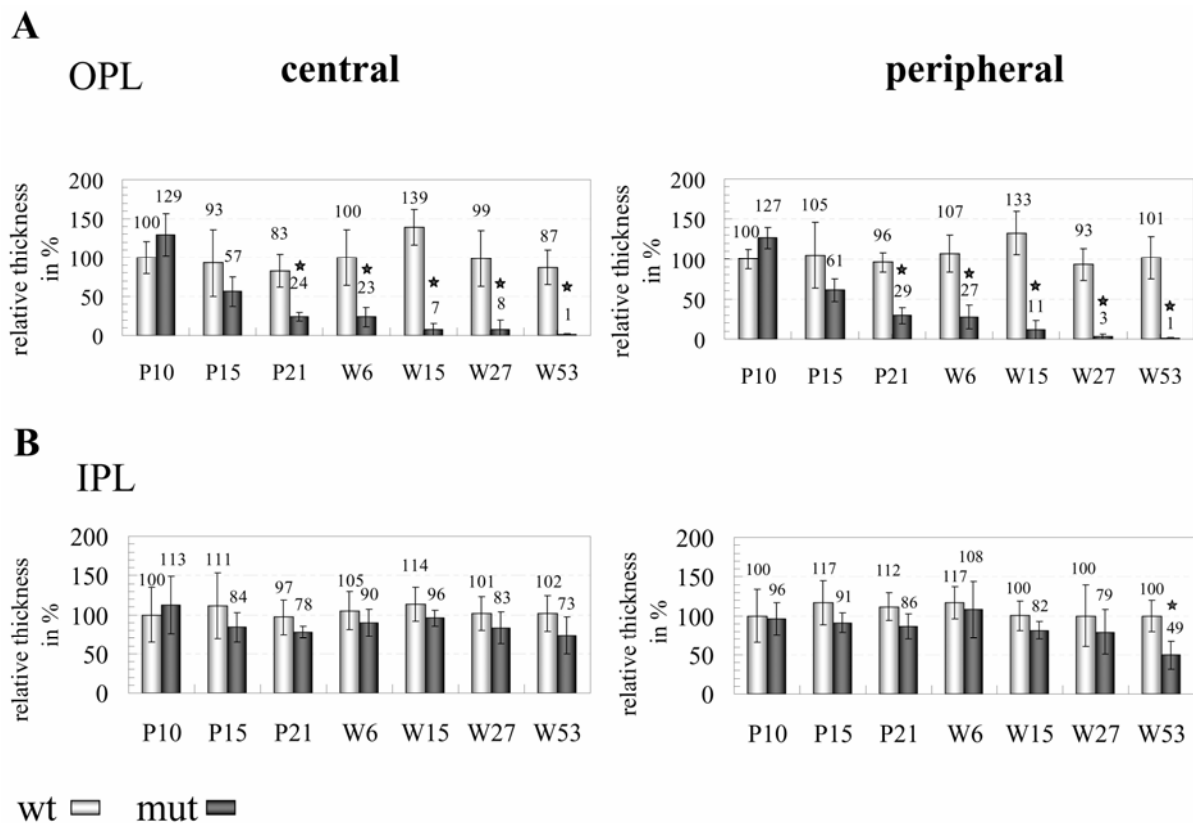 A
OPL central peripheral
relative thickness in %
200
150
100
50
0
100 129 93 57 83 24 100 23 139 7 99 8 87 1
P10 P15 P21 W6 W15 W27 W53
relative thickness in %
200
150
100
50
0
100 127 105 61 96 29 107 27 133 11 93 3 101 1
P10 P15 P21 W6 W15 W27 W53
B
IPL
relative thickness in %
200
150
100
50
0
100 113 111 84 97 78 105 90 114 96 101 83 102 73
P10 P15 P21 W6 W15 W27 W53
relative thickness in %
200
150
100
50
0
100 96 117 91 112 86 117 108 100 82 100 79 100 49
P10 P15 P21 W6 W15 W27 W53
wt mut